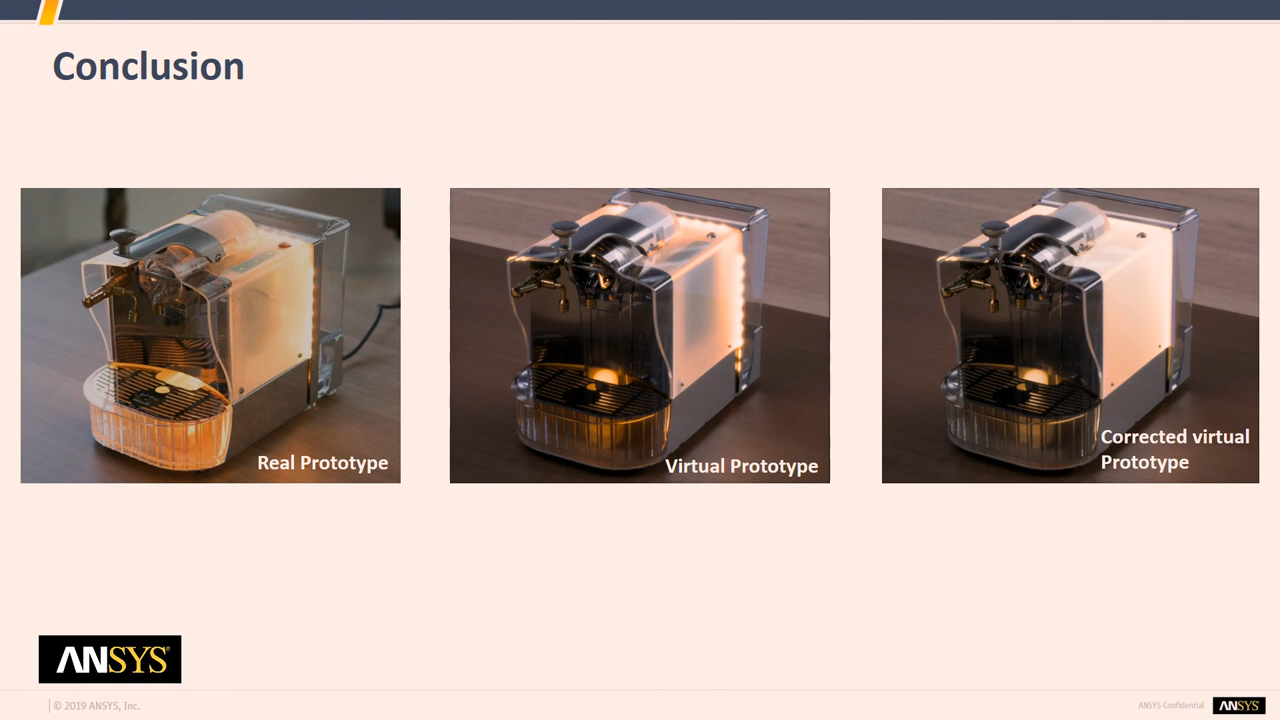 Conclusion
Real Prototype
Virtual Prototype
Corrected virtual
Prototype
ANSYS®
© 2019 ANSYS, Inc.
ANSYS Confidential
ANSYS